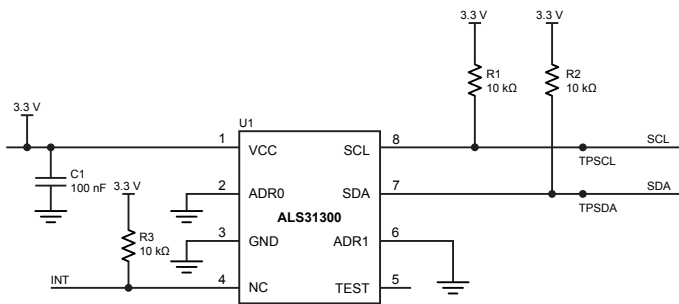 3.3 V
3.3 V
R1
10 kΩ
R2
10 kΩ
3.3 V
U1
1
VCC
SCL
8
SCL
TPSCL
C1
100 nF
3.3 V
2
ADR0
SDA
7
SDA
TPSDA
ALS31300
R3
10 kΩ
3
GND
ADR1
6
INT
4
NC
TEST
5